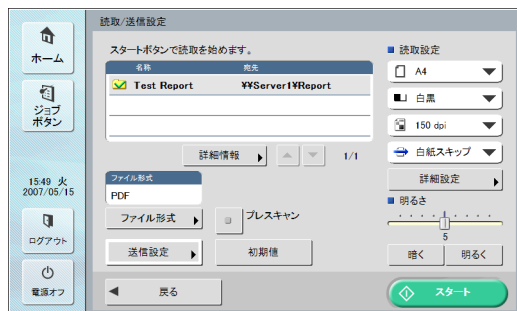 読取/送信設定
ホーム
ジョブ
ボタン
15:49 火
2007/05/15
ログアウト
電源オフ
スタートボタンで読取を始めます。
名称 宛先
Test Report ¥¥Server1¥Report
詳細情報 1/1
ファイル形式
PDF
ファイル形式 プレスキャン
送信設定 初期値
戻る
読取設定
A4
白黒
150 dpi
白紙スキップ
詳細設定
明るさ
5
暗く 明るく
スタート